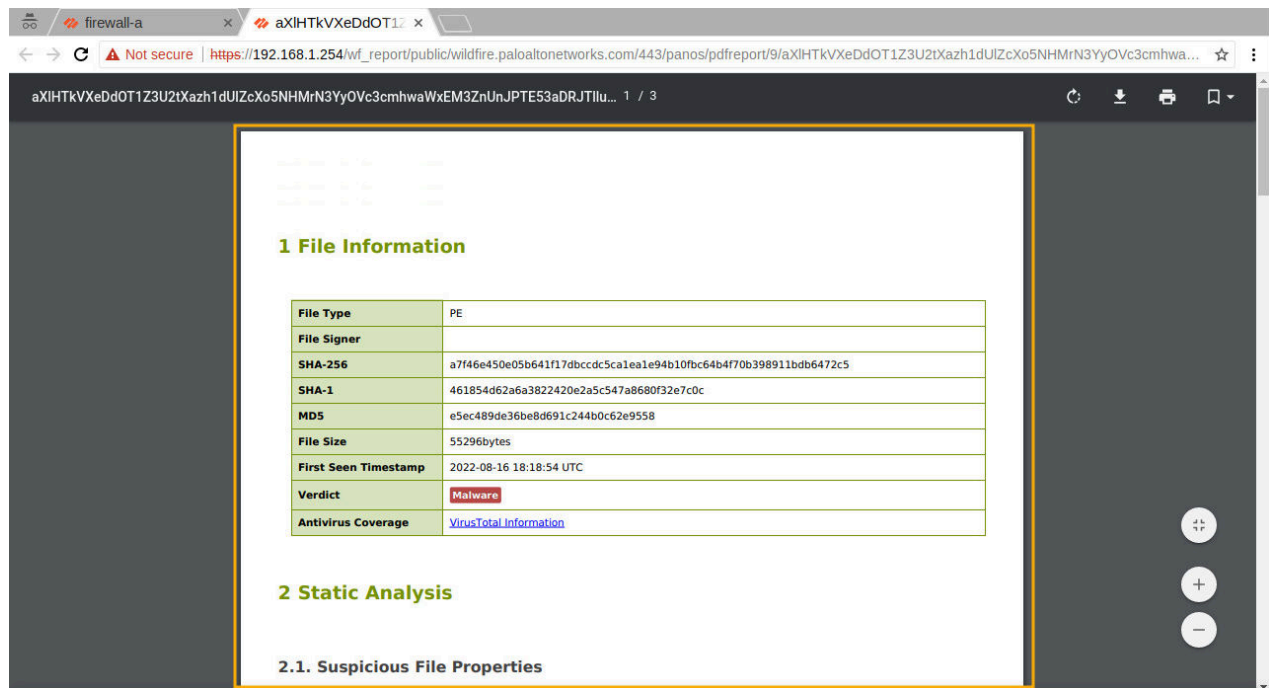 firewall-a
aXlHTkVXeDdOT1Z
Not secure | https://192.168.1.254/wf_report/public/wildfire.paloaltonetworks.com/443/panos/pdfreport/9/aXlHTkVXeDdOT1Z3U2tXazh1dUlZcXo5NHMrN3YyOVc3cmhwa...
aXlHTkVXeDdOT1Z3U2tXazh1dUlZcXo5NHMrN3YyOVc3cmhwaWxEM3ZnUnJPTE53aDRJTllu... 1 / 3
1 File Information
File Type PE
File Signer
SHA-256 a7f46e450e05b641f17dbccdc5ca1ea1e94b10fbc64b4f70b398911bdb6472c5
SHA-1 461854d62a6a3822420e2a5c547a8680f32e7c0c
MD5 e5ec489de36be8d691c244b0c62e9558
File Size 55296bytes
First Seen Timestamp 2022-08-16 18:18:54 UTC
Verdict Malware
Antivirus Coverage VirusTotal Information
2 Static Analysis
2.1. Suspicious File Properties